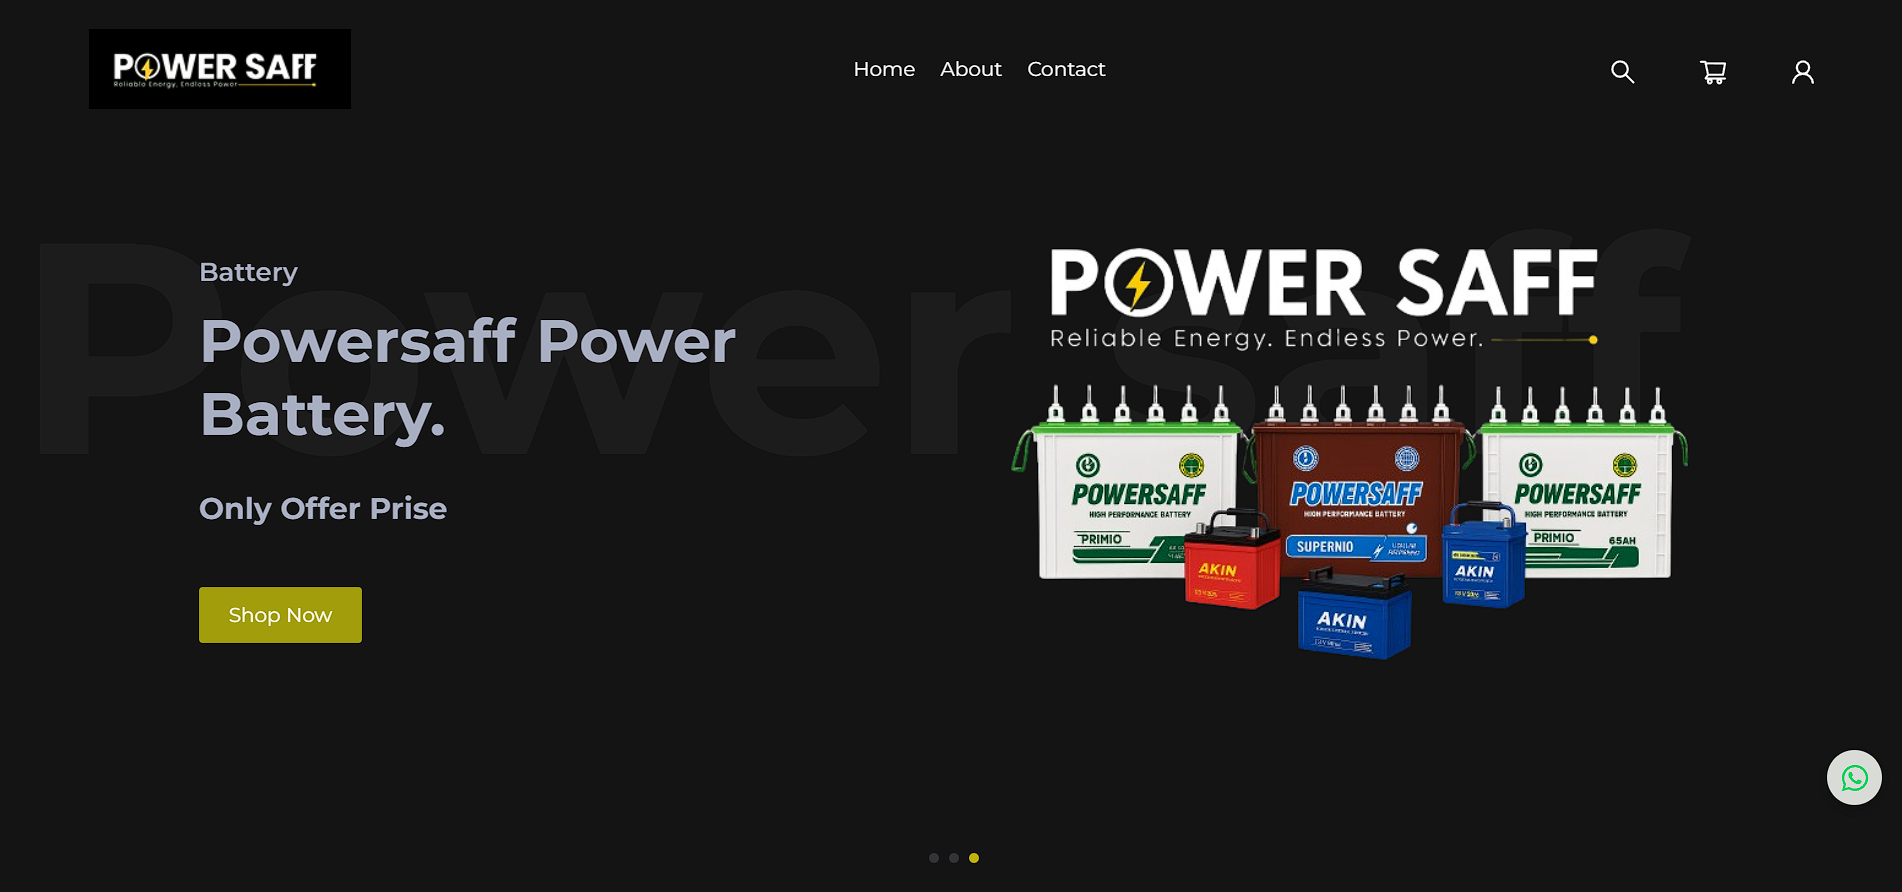 POWER SAFF
Reliable Energy, Endless Power
Home About Contact
Power saff
Battery
Powersaff Power
Battery.
Only Offer Prise
Shop Now
POWER SAFF
Reliable Energy. Endless Power.
POWERSAFF
HIGH PERFORMANCE BATTERY
PRIMIO
POWERSAFF
HIGH PERFORMANCE BATTERY
SUPERNIO
POWERSAFF
HIGH PERFORMANCE BATTERY
PRIMIO
65AH
AKIN
AKIN
AKIN